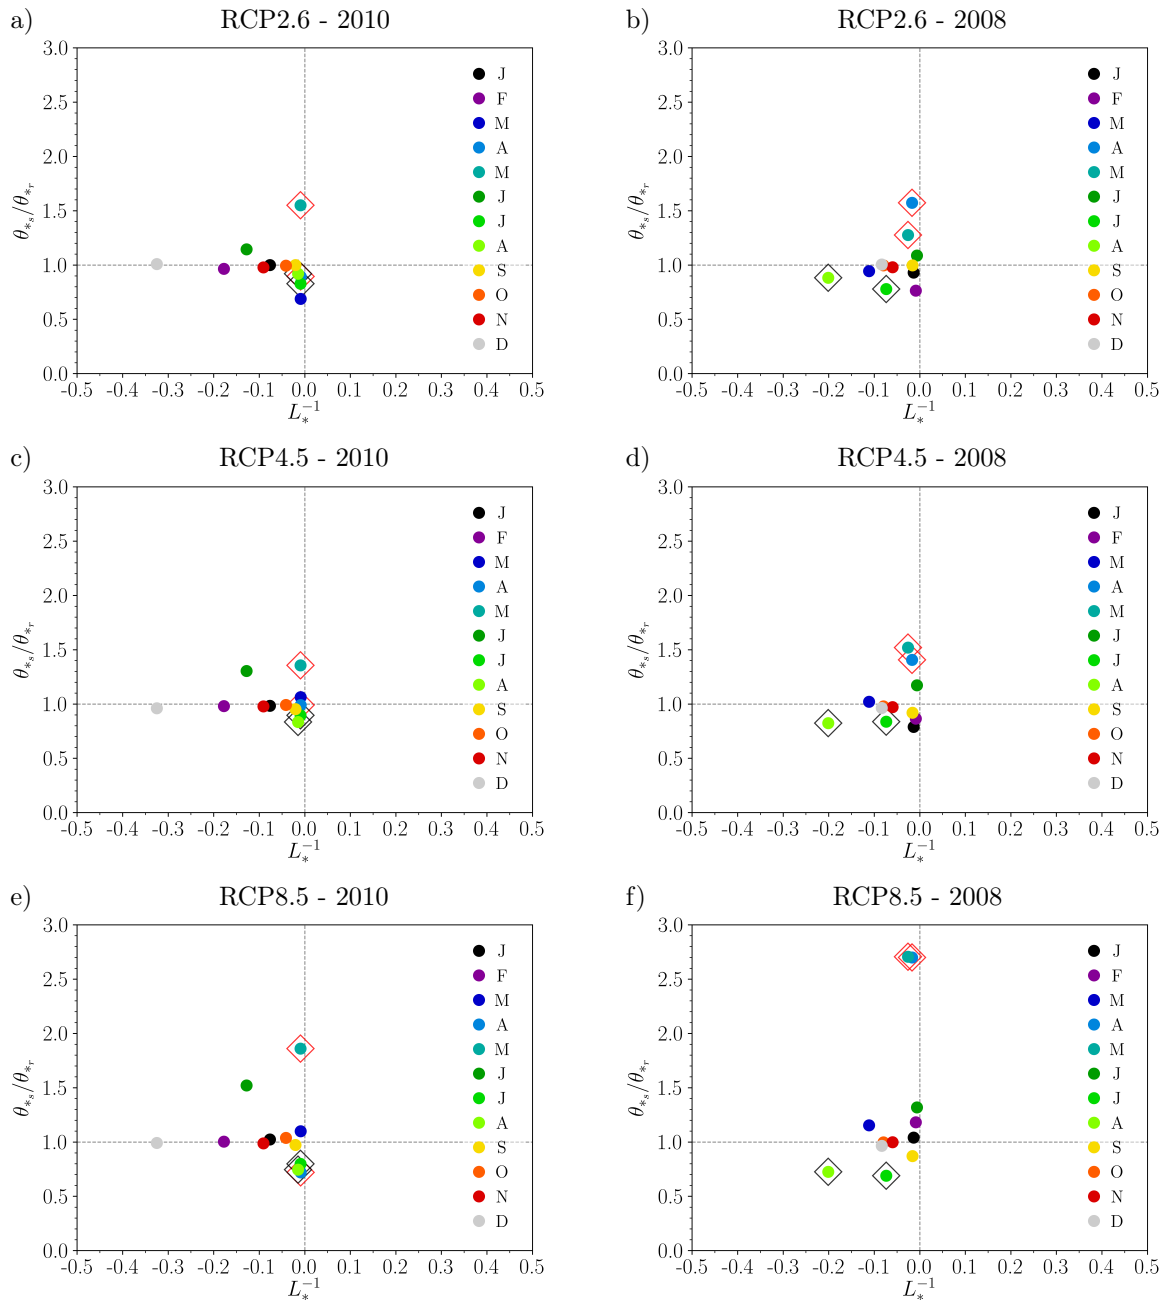 a) RCP2.6 - 2010
3.0
2.5
2.0
1.5
1.0
0.5
0.0
θ*s/θ*r
J
F
M
A
M
J
J
A
S
O
N
D
-0.5 -0.4 -0.3 -0.2 -0.1 0.0 0.1 0.2 0.3 0.4 0.5
L*^-1
b) RCP2.6 - 2008
3.0
2.5
2.0
1.5
1.0
0.5
0.0
θ*s/θ*r
J
F
M
A
M
J
J
A
S
O
N
D
-0.5 -0.4 -0.3 -0.2 -0.1 0.0 0.1 0.2 0.3 0.4 0.5
L*^-1
c) RCP4.5 - 2010
3.0
2.5
2.0
1.5
1.0
0.5
0.0
θ*s/θ*r
J
F
M
A
M
J
J
A
S
O
N
D
-0.5 -0.4 -0.3 -0.2 -0.1 0.0 0.1 0.2 0.3 0.4 0.5
L*^-1
d) RCP4.5 - 2008
3.0
2.5
2.0
1.5
1.0
0.5
0.0
θ*s/θ*r
J
F
M
A
M
J
J
A
S
O
N
D
-0.5 -0.4 -0.3 -0.2 -0.1 0.0 0.1 0.2 0.3 0.4 0.5
L*^-1
e) RCP8.5 - 2010
3.0
2.5
2.0
1.5
1.0
0.5
0.0
θ*s/θ*r
J
F
M
A
M
J
J
A
S
O
N
D
-0.5 -0.4 -0.3 -0.2 -0.1 0.0 0.1 0.2 0.3 0.4 0.5
L*^-1
f) RCP8.5 - 2008
3.0
2.5
2.0
1.5
1.0
0.5
0.0
θ*s/θ*r
J
F
M
A
M
J
J
A
S
O
N
D
-0.5 -0.4 -0.3 -0.2 -0.1 0.0 0.1 0.2 0.3 0.4 0.5
L*^-1